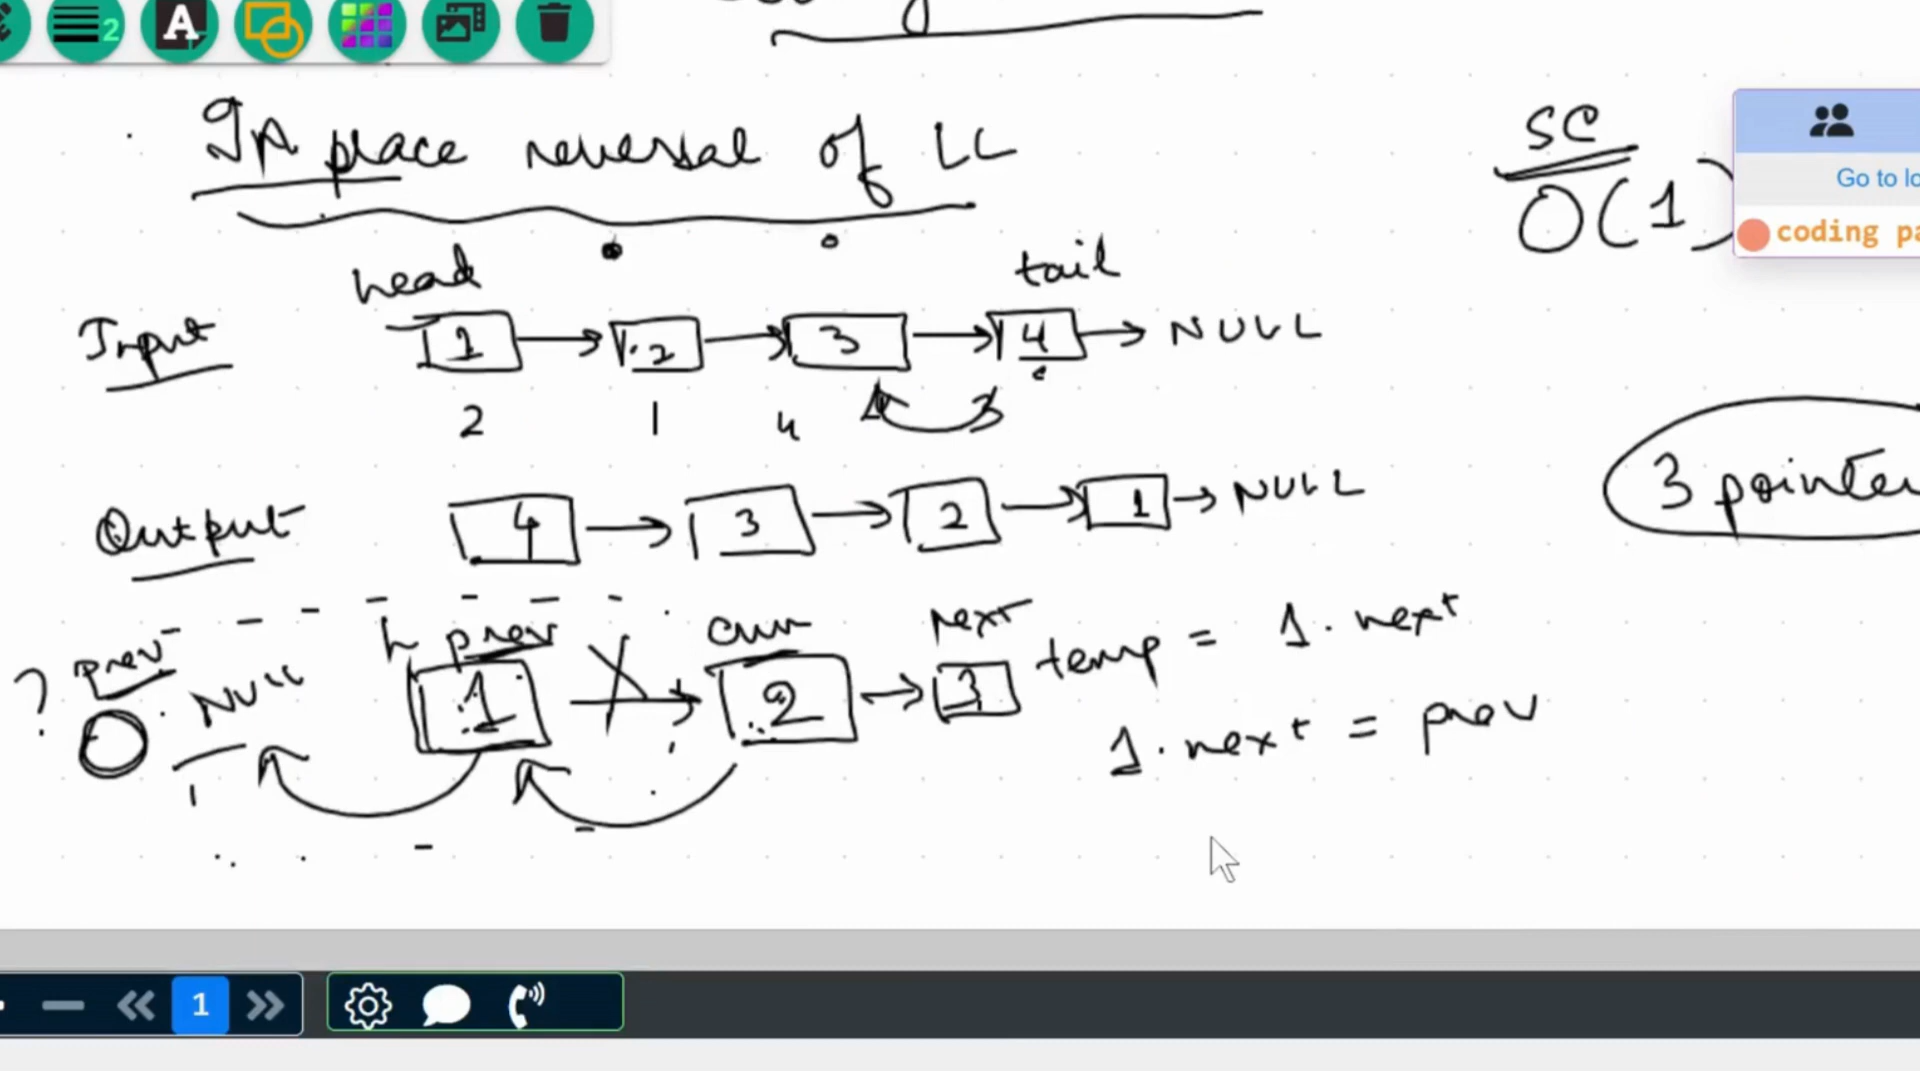 2
A
In place reversal of LL
SC
O(1)
Go to lo
coding pa
head
tail
Input 1 2 3 4 NULL
2 1 4 3
3 pointer
Output 4 3 2 1 NULL
? prev NULL h prev curr next
1 2 3
temp = 1.next
1.next = prev
1